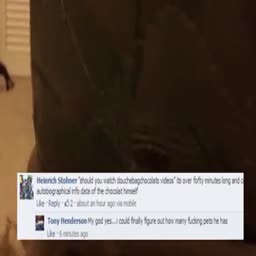 Heinrich Stolner "should you watch douchebagchocolats videos" its over fiofty minutes long and c
autobiographical info data of the chocolat himself
Like · Reply · 2 · about an hour ago via mobile
Tony Henderson My god yes...i could finally figure out how many fucking pets he has
Like · 6 minutes ago